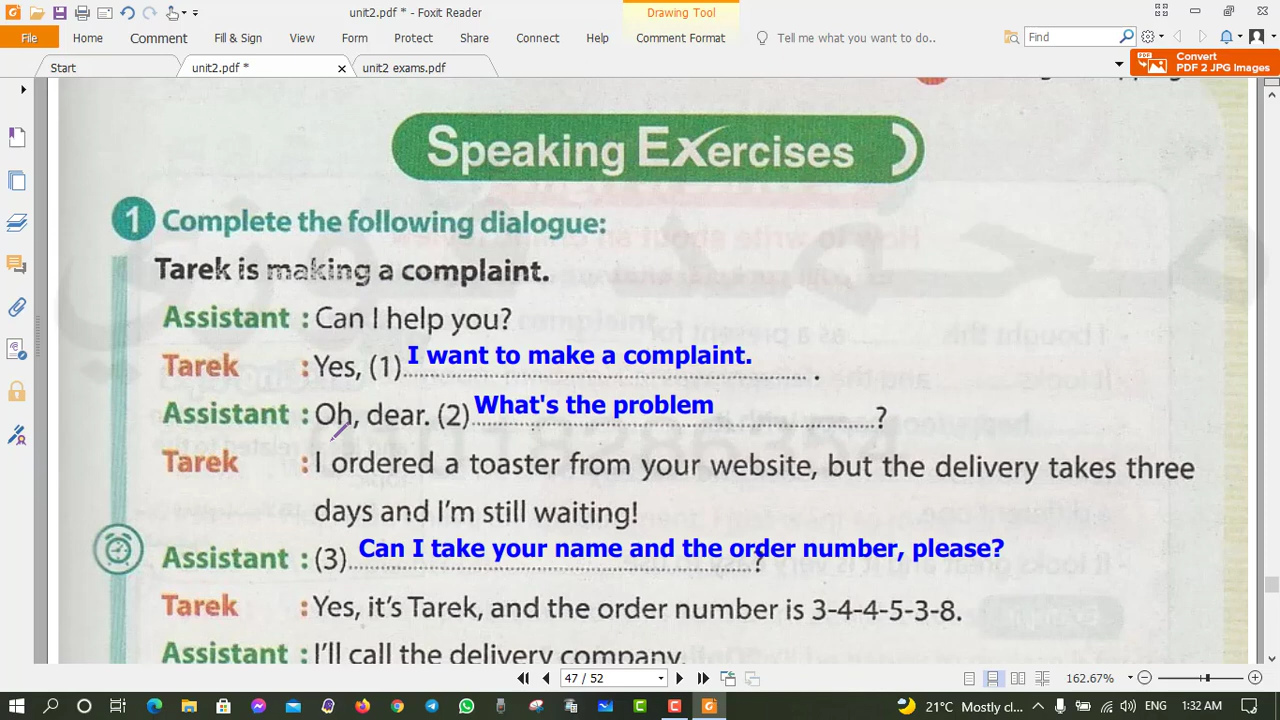 unit2.pdf * - Foxit Reader
Drawing Tool
File Home Comment Fill & Sign View Form Protect Share Connect Help Comment Format Tell me what you want to do.. Find
Start unit2.pdf * unit2 exams.pdf
Convert
PDF 2 JPG Images
Speaking Exercises
1 Complete the following dialogue:
Tarek is making a complaint.
Assistant : Can I help you?
Tarek : Yes, (1) I want to make a complaint. .
Assistant : Oh, dear. (2) What's the problem ?
Tarek : I ordered a toaster from your website, but the delivery takes three
days and I'm still waiting!
Assistant : (3) Can I take your name and the order number, please? ?
Tarek : Yes, it's Tarek, and the order number is 3-4-4-5-3-8.
Assistant : I'll call the delivery company.
47 / 52 162.67%
21°C Mostly cl... ENG 1:32 AM